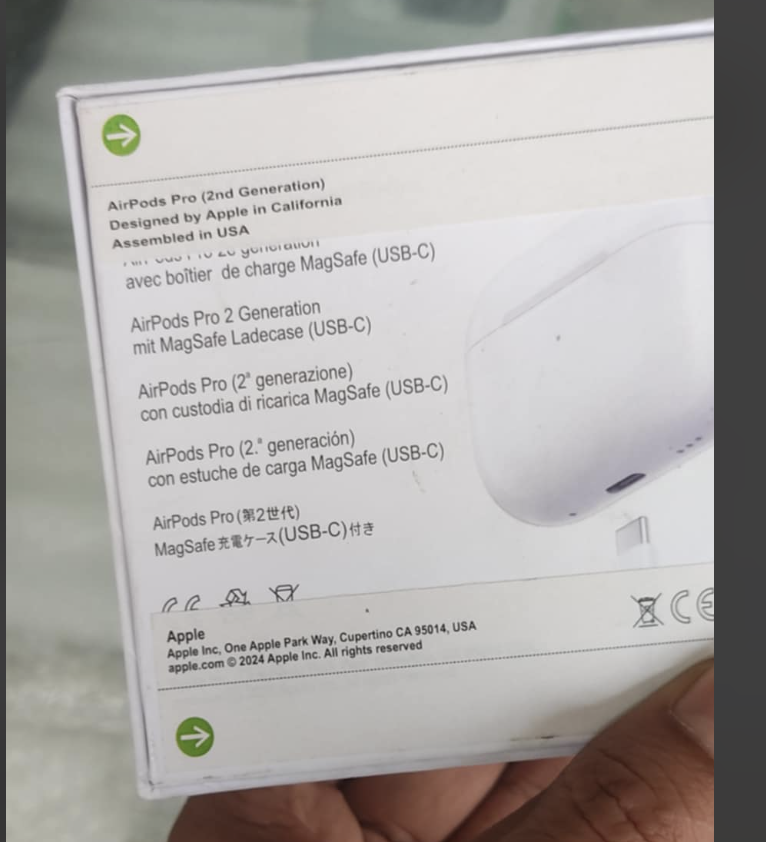 AirPods Pro (2nd Generation)
Designed by Apple in California
Assembled in USA
avec boîtier de charge MagSafe (USB-C)
AirPods Pro 2 Generation
mit MagSafe Ladecase (USB-C)
AirPods Pro (2ª generazione)
con custodia di ricarica MagSafe (USB-C)
AirPods Pro (2.ª generación)
con estuche de carga MagSafe (USB-C)
AirPods Pro (第2世代)
MagSafe 充電ケース(USB-C)付き
Apple
Apple Inc, One Apple Park Way, Cupertino CA 95014, USA
apple.com © 2024 Apple Inc. All rights reserved